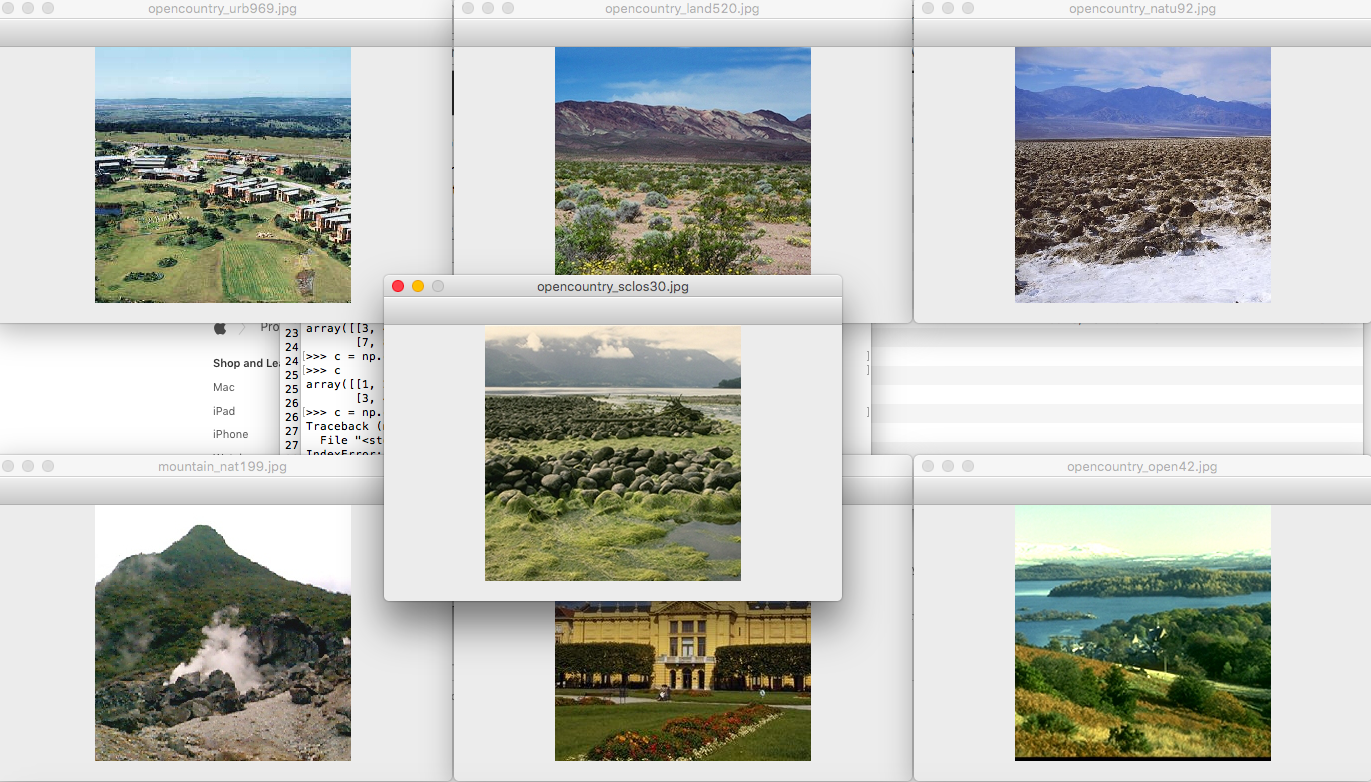 opencountry_urb969.jpg
opencountry_land520.jpg
opencountry_natu92.jpg
opencountry_sclos30.jpg
Shop and Le
Mac
iPad
iPhone
23
24
24
25
25
26
26
27
27
array([[3,
[7,
[>>> c = np.
[>>> c
array([[1,
[3,
[>>> c = np.
Traceback (
File "<st
IndexError:
]
]
]
mountain_nat199.jpg
opencountry_open42.jpg